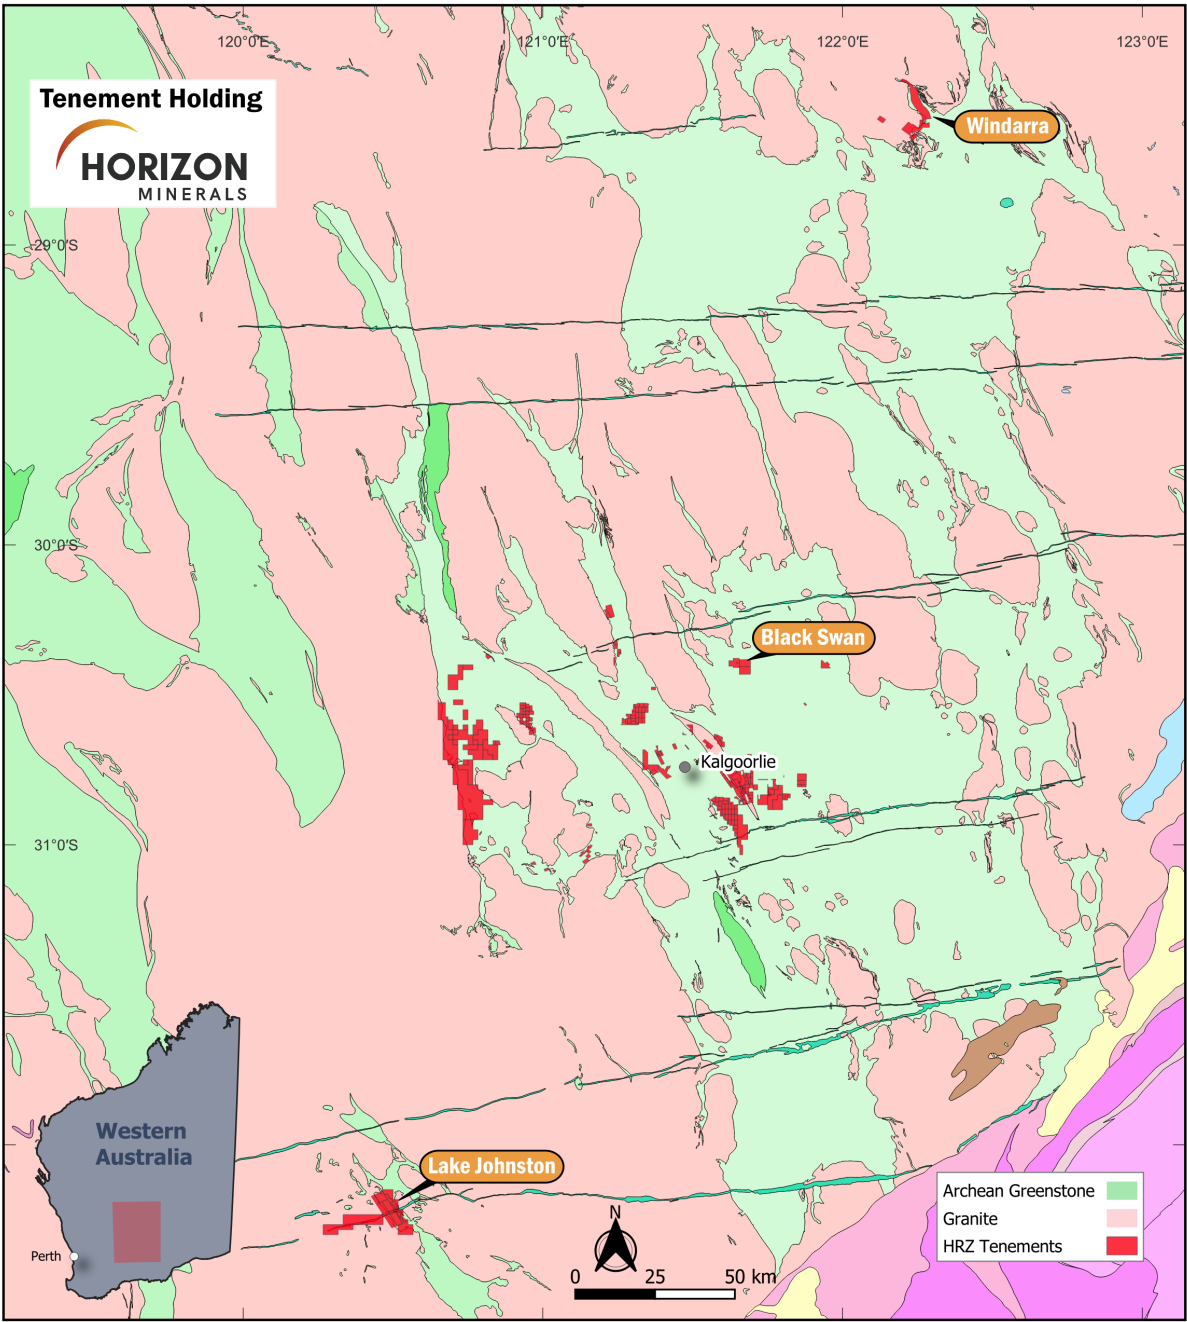 120°0'E
121°0'E
122°0'E
123°0'E
Tenement Holding
HORIZON
MINERALS
Windarra
29°0'S
30°0'S
Black Swan
Kalgoorlie
31°0'S
Western
Australia
Perth
Lake Johnston
N
0 25 50 km
Archean Greenstone
Granite
HRZ Tenements